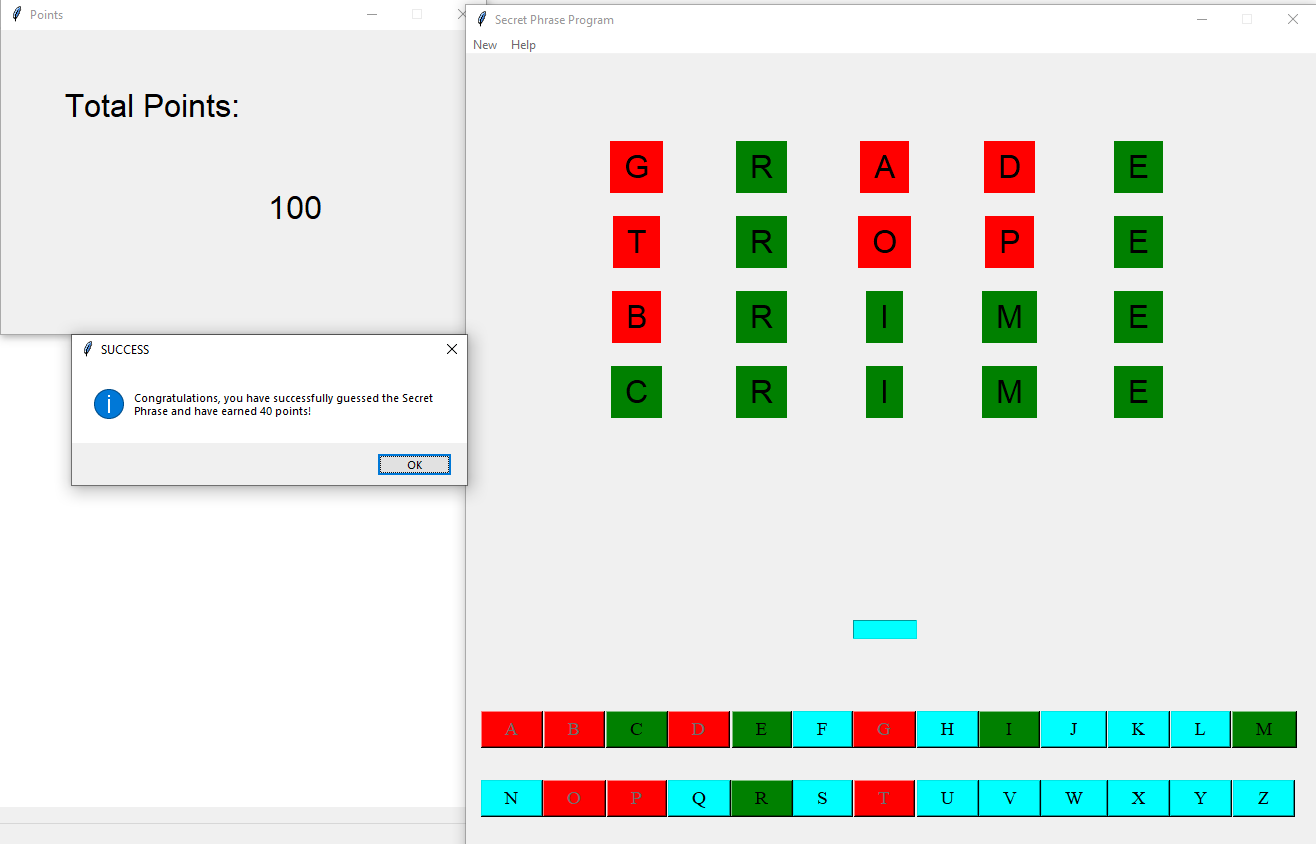 Points
Total Points:
100
SUCCESS
Congratulations, you have successfully guessed the Secret
Phrase and have earned 40 points!
OK
Secret Phrase Program
New Help
G R A D E
T R O P E
B R I M E
C R I M E
A B C D E F G H I J K L M
N O P Q R S T U V W X Y Z